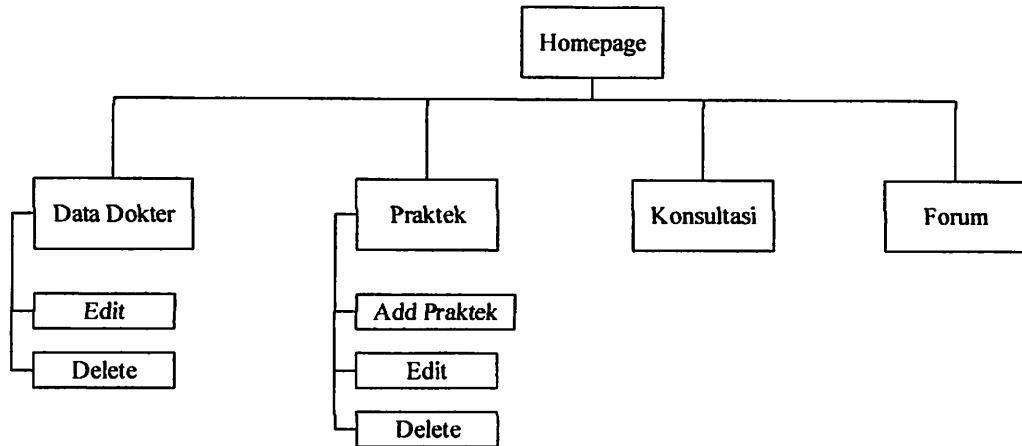 Homepage
Data Dokter
Praktek
Konsultasi
Forum
Edit
Delete
Add Praktek
Edit
Delete